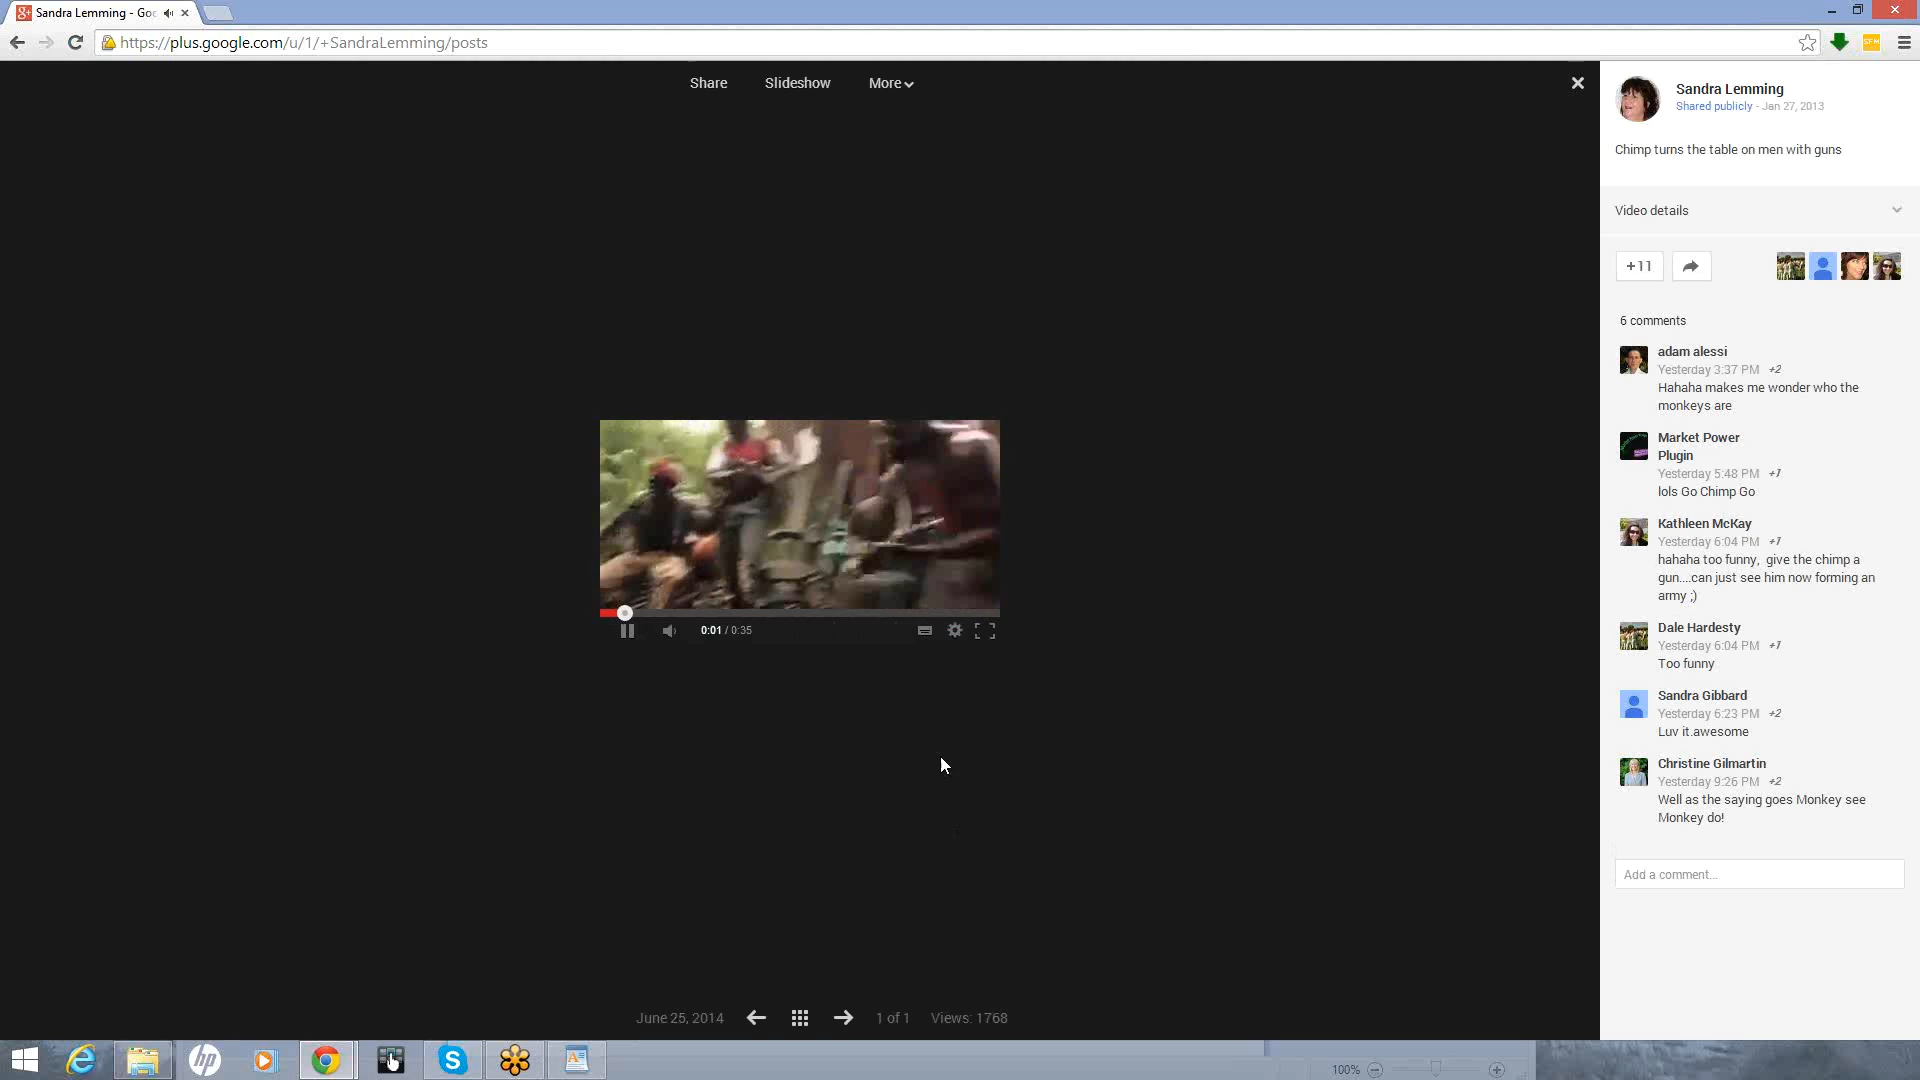 Sandra Lemming - Goo
https://plus.google.com/u/1/+SandraLemming/posts
SFM
Share Slideshow More
Sandra Lemming
Shared publicly - Jan 27, 2013
Chimp turns the table on men with guns
Video details
+11
6 comments
adam alessi
Yesterday 3:37 PM +2
Hahaha makes me wonder who the
monkeys are
Market Power
Plugin
Yesterday 5:48 PM +1
lols Go Chimp Go
Kathleen McKay
Yesterday 6:04 PM +1
hahaha too funny, give the chimp a
gun....can just see him now forming an
army ;)
Dale Hardesty
Yesterday 6:04 PM +1
Too funny
Sandra Gibbard
Yesterday 6:23 PM +2
Luv it.awesome
Christine Gilmartin
Yesterday 9:26 PM +2
Well as the saying goes Monkey see
Monkey do!
Add a comment...
0:01 / 0:35
June 25, 2014 1 of 1 Views: 1768
hp
100%